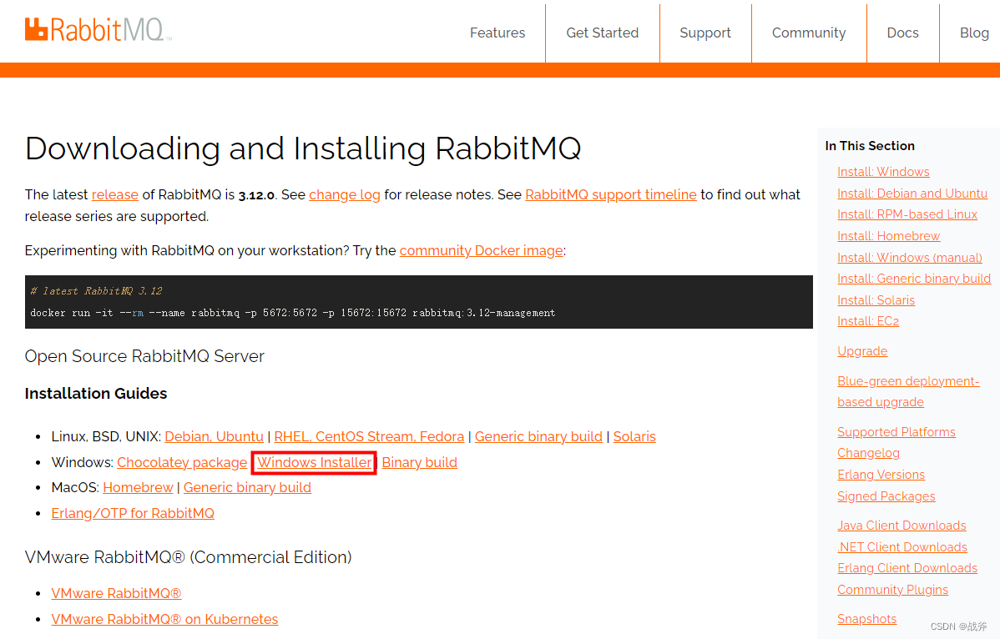 RabbitMQ™
Features
Get Started
Support
Community
Docs
Blog
Downloading and Installing RabbitMQ
The latest release of RabbitMQ is 3.12.0. See change log for release notes. See RabbitMQ support timeline to find out what
release series are supported.
Experimenting with RabbitMQ on your workstation? Try the community Docker image:
# latest RabbitMQ 3.12
docker run -it --rm --name rabbitmq -p 5672:5672 -p 15672:15672 rabbitmq:3.12-management
Open Source RabbitMQ Server
Installation Guides
• Linux, BSD, UNIX: Debian, Ubuntu | RHEL, CentOS Stream, Fedora | Generic binary build | Solaris
• Windows: Chocolatey package Windows Installer Binary build
• MacOS: Homebrew | Generic binary build
• Erlang/OTP for RabbitMQ
VMware RabbitMQ® (Commercial Edition)
• VMware RabbitMQ®
• VMware RabbitMQ® on Kubernetes
In This Section
Install: Windows
Install: Debian and Ubuntu
Install: RPM-based Linux
Install: Homebrew
Install: Windows (manual)
Install: Generic binary build
Install: Solaris
Install: EC2
Upgrade
Blue-green deployment-
based upgrade
Supported Platforms
Changelog
Erlang Versions
Signed Packages
Java Client Downloads
.NET Client Downloads
Erlang Client Downloads
Community Plugins
Snapshots
CSDN @战斧